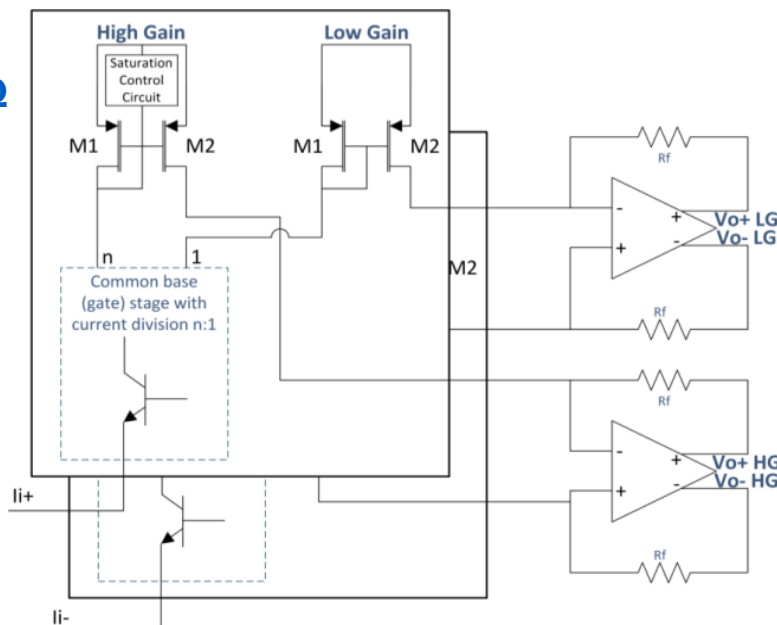 High Gain
Low Gain
Saturation
Control
Circuit
M1
M2
M1
M2
n
1
Common base
(gate) stage with
current division n:1
M2
Ii+
Ii-
Rf
-
+
+
-
Vo+ LG
Vo- LG
Rf
Rf
-
+
+
-
Vo+ HG
Vo- HG
Rf